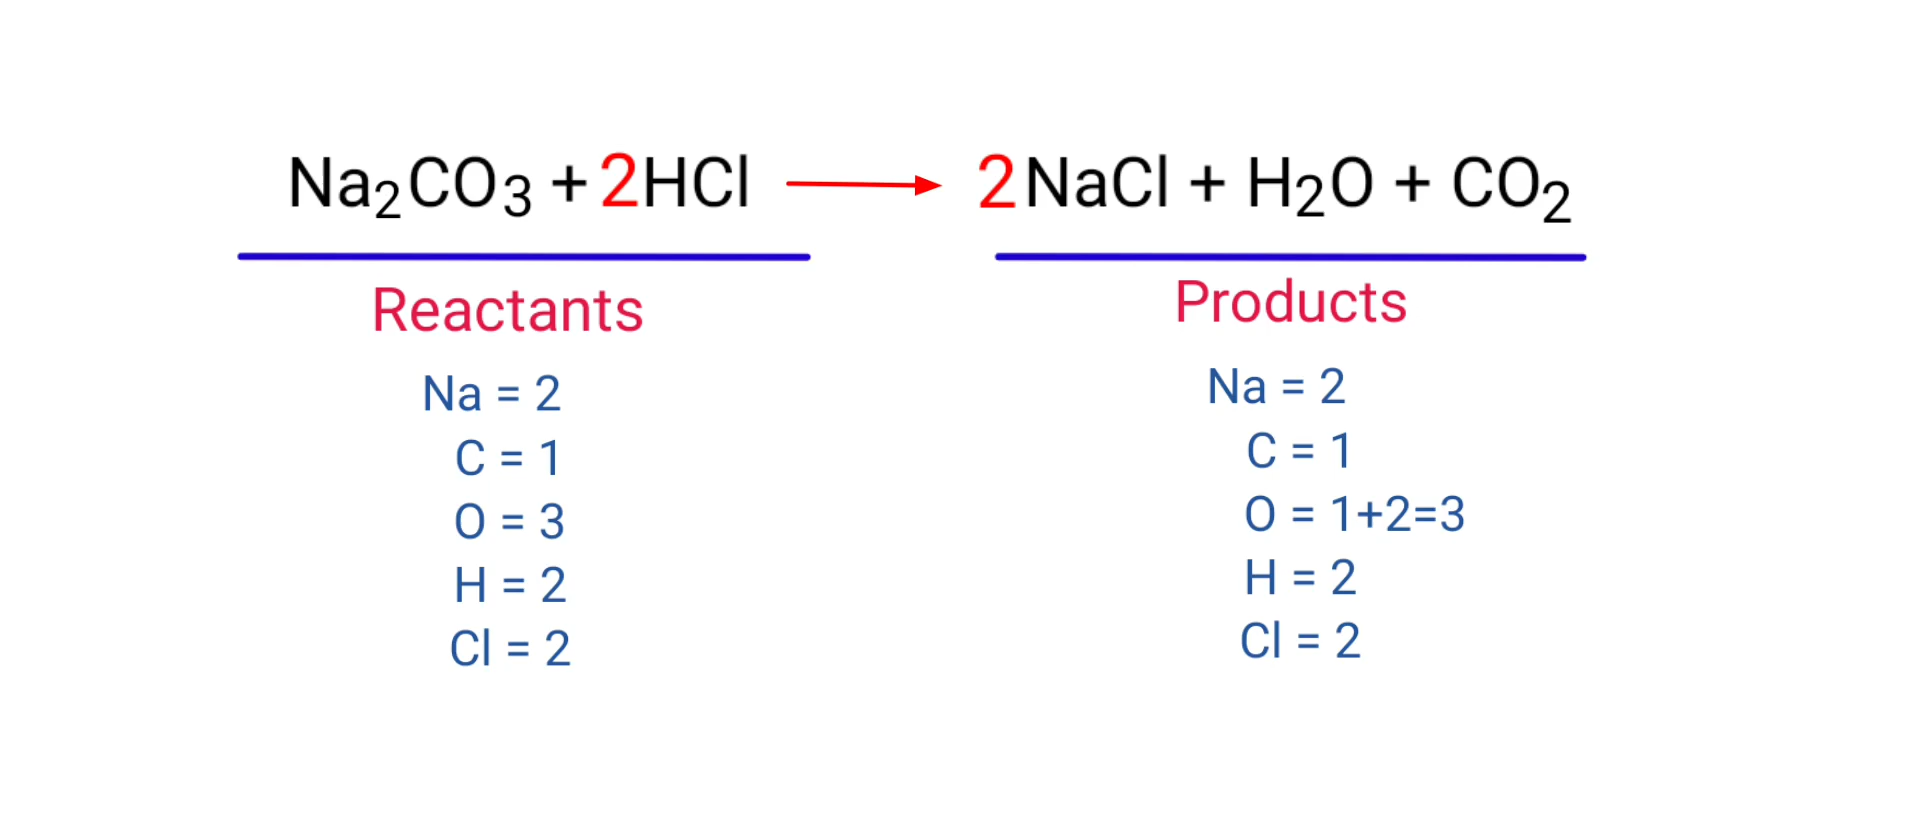 Na₂CO₃ + 2HCl → 2NaCl + H₂O + CO₂
Reactants
Na = 2
C = 1
O = 3
H = 2
Cl = 2
Products
Na = 2
C = 1
O = 1+2=3
H = 2
Cl = 2